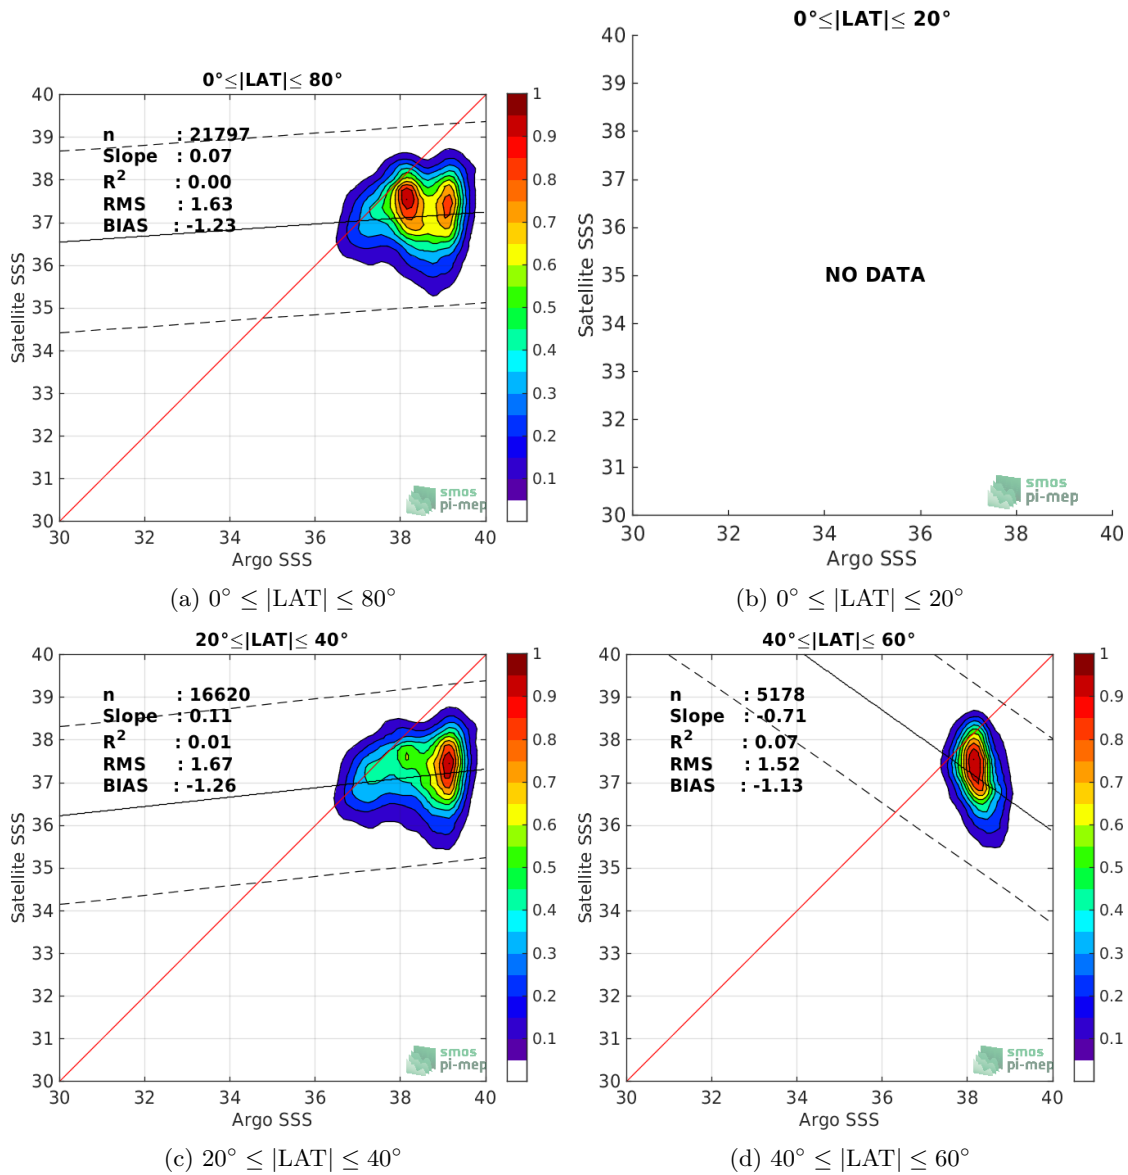 0°≤|LAT|≤ 80°
n : 21797
Slope : 0.07
R² : 0.00
RMS : 1.63
BIAS : -1.23
40
39
38
37
36
35
34
33
32
31
30
Satellite SSS
30 32 34 36 38 40
Argo SSS
1
0.9
0.8
0.7
0.6
0.5
0.4
0.3
0.2
0.1
smos
pi-mep
(a) 0° ≤ |LAT| ≤ 80°
0°≤|LAT|≤ 20°
40
39
38
37
36
35
34
33
32
31
30
Satellite SSS
NO DATA
30 32 34 36 38 40
Argo SSS
smos
pi-mep
(b) 0° ≤ |LAT| ≤ 20°
20°≤|LAT|≤ 40°
n : 16620
Slope : 0.11
R² : 0.01
RMS : 1.67
BIAS : -1.26
40
39
38
37
36
35
34
33
32
31
30
Satellite SSS
30 32 34 36 38 40
Argo SSS
1
0.9
0.8
0.7
0.6
0.5
0.4
0.3
0.2
0.1
smos
pi-mep
(c) 20° ≤ |LAT| ≤ 40°
40°≤|LAT|≤ 60°
n : 5178
Slope : -0.71
R² : 0.07
RMS : 1.52
BIAS : -1.13
40
39
38
37
36
35
34
33
32
31
30
Satellite SSS
30 32 34 36 38 40
Argo SSS
1
0.9
0.8
0.7
0.6
0.5
0.4
0.3
0.2
0.1
smos
pi-mep
(d) 40° ≤ |LAT| ≤ 60°